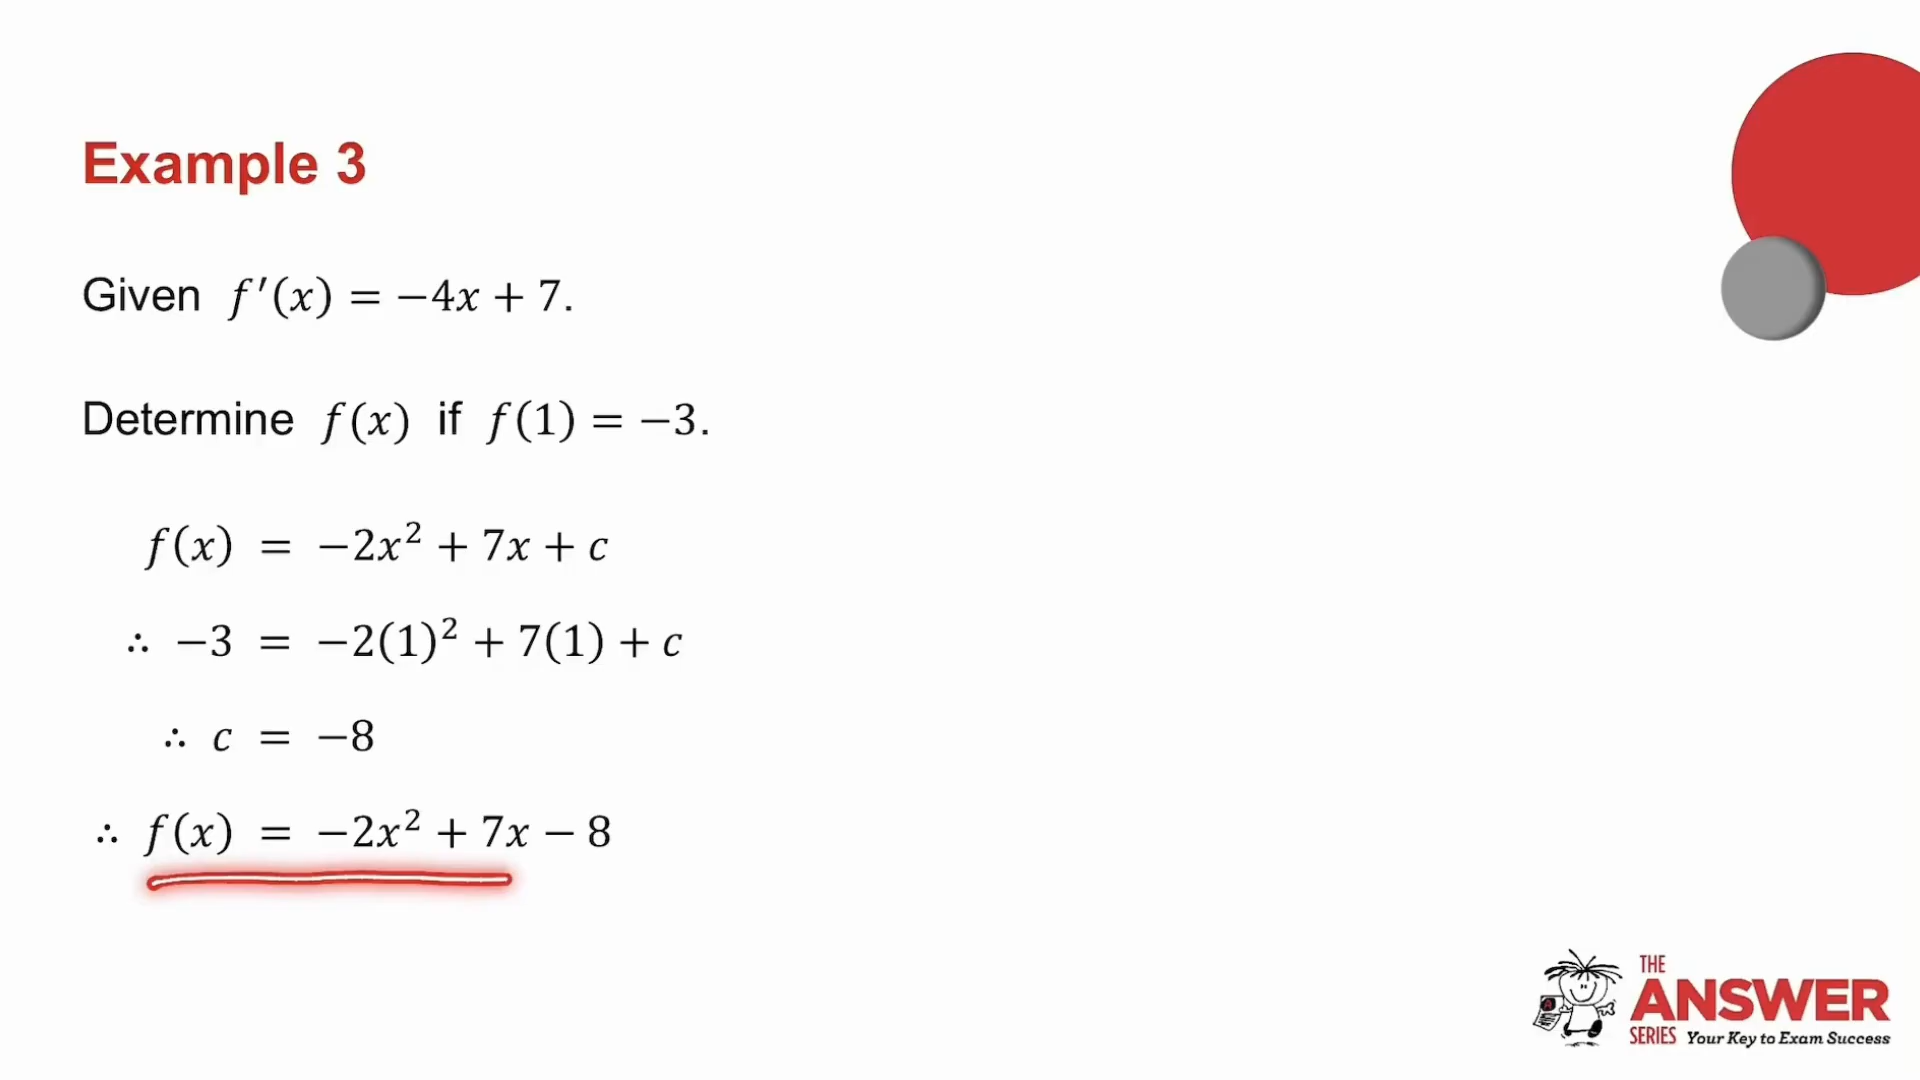 Example 3
Given f′(x) = −4x + 7.
Determine f(x) if f(1) = −3.
f(x) = −2x² + 7x + c
∴ −3 = −2(1)² + 7(1) + c
∴ c = −8
∴ f(x) = −2x² + 7x − 8
THE
ANSWER
SERIES Your Key to Exam Success